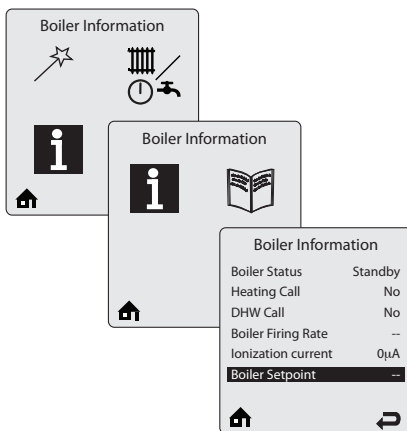 Boiler Information
i
Boiler Information
i
Boiler Information
Boiler Status Standby
Heating Call No
DHW Call No
Boiler Firing Rate --
Ionization current 0µA
Boiler Setpoint --